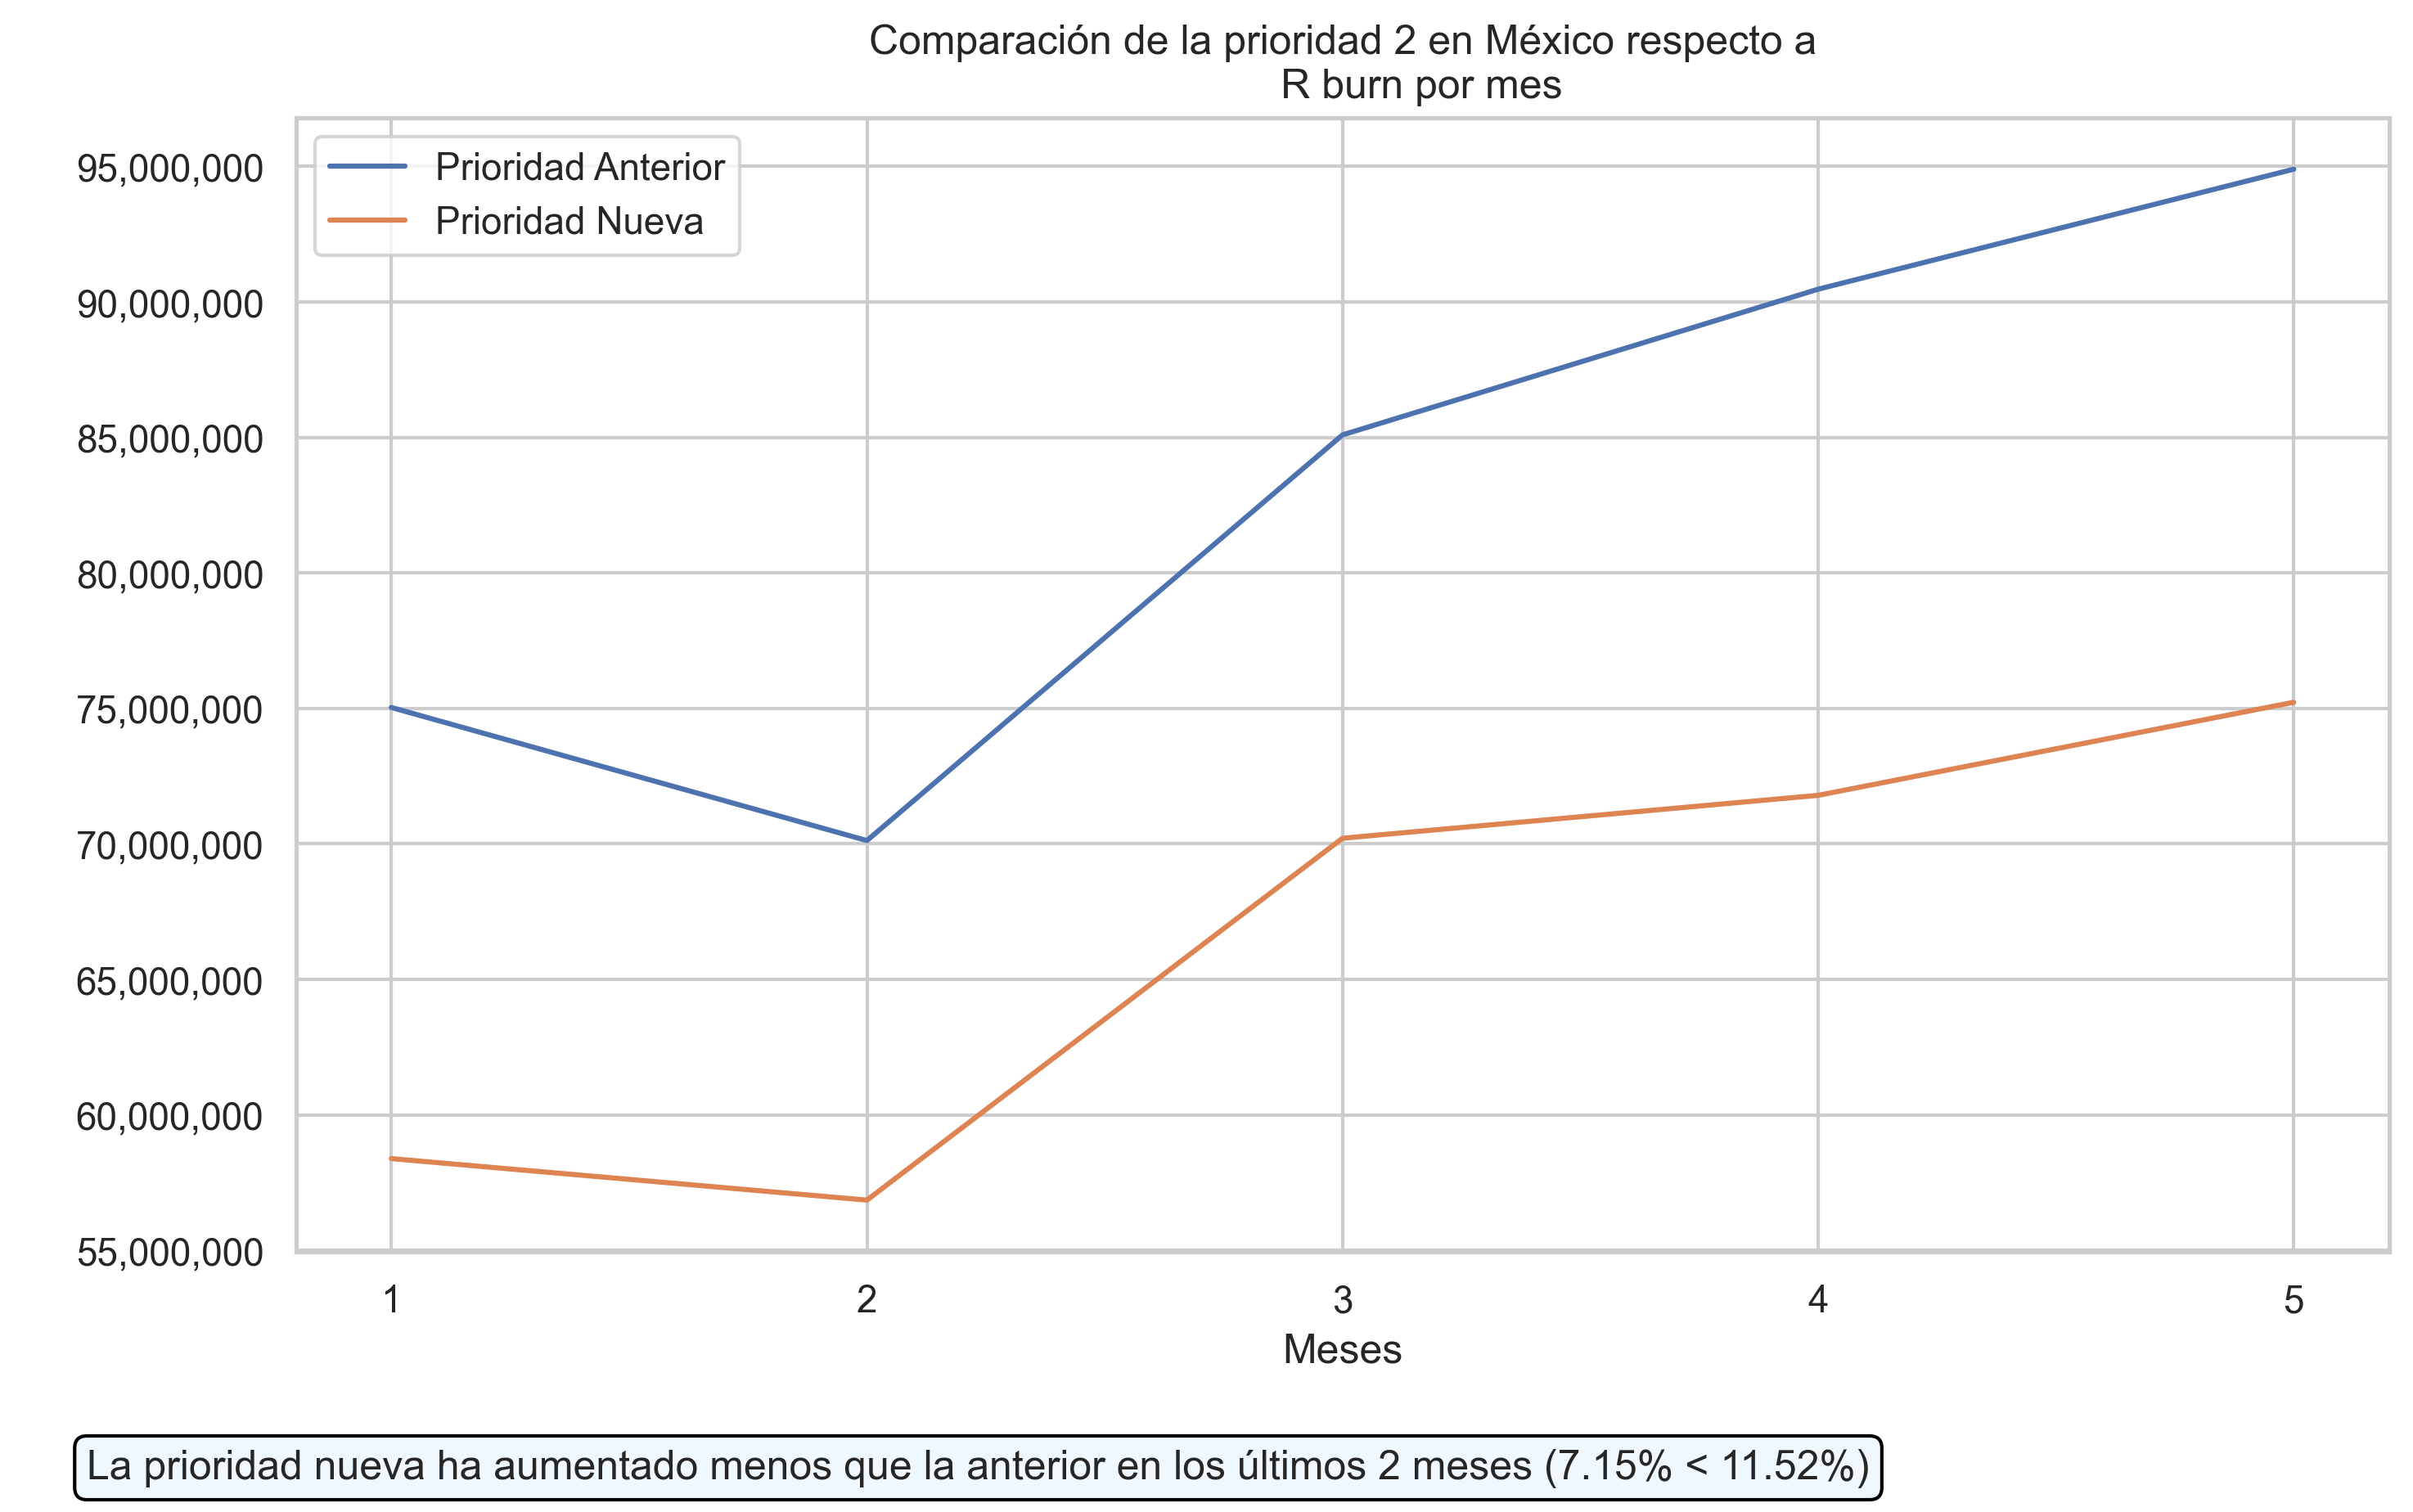 Comparación de la prioridad 2 en México respecto a
R burn por mes
Prioridad Anterior
Prioridad Nueva
95,000,000
90,000,000
85,000,000
80,000,000
75,000,000
70,000,000
65,000,000
60,000,000
55,000,000
1 2 3 4 5
Meses
La prioridad nueva ha aumentado menos que la anterior en los últimos 2 meses (7.15% < 11.52%)